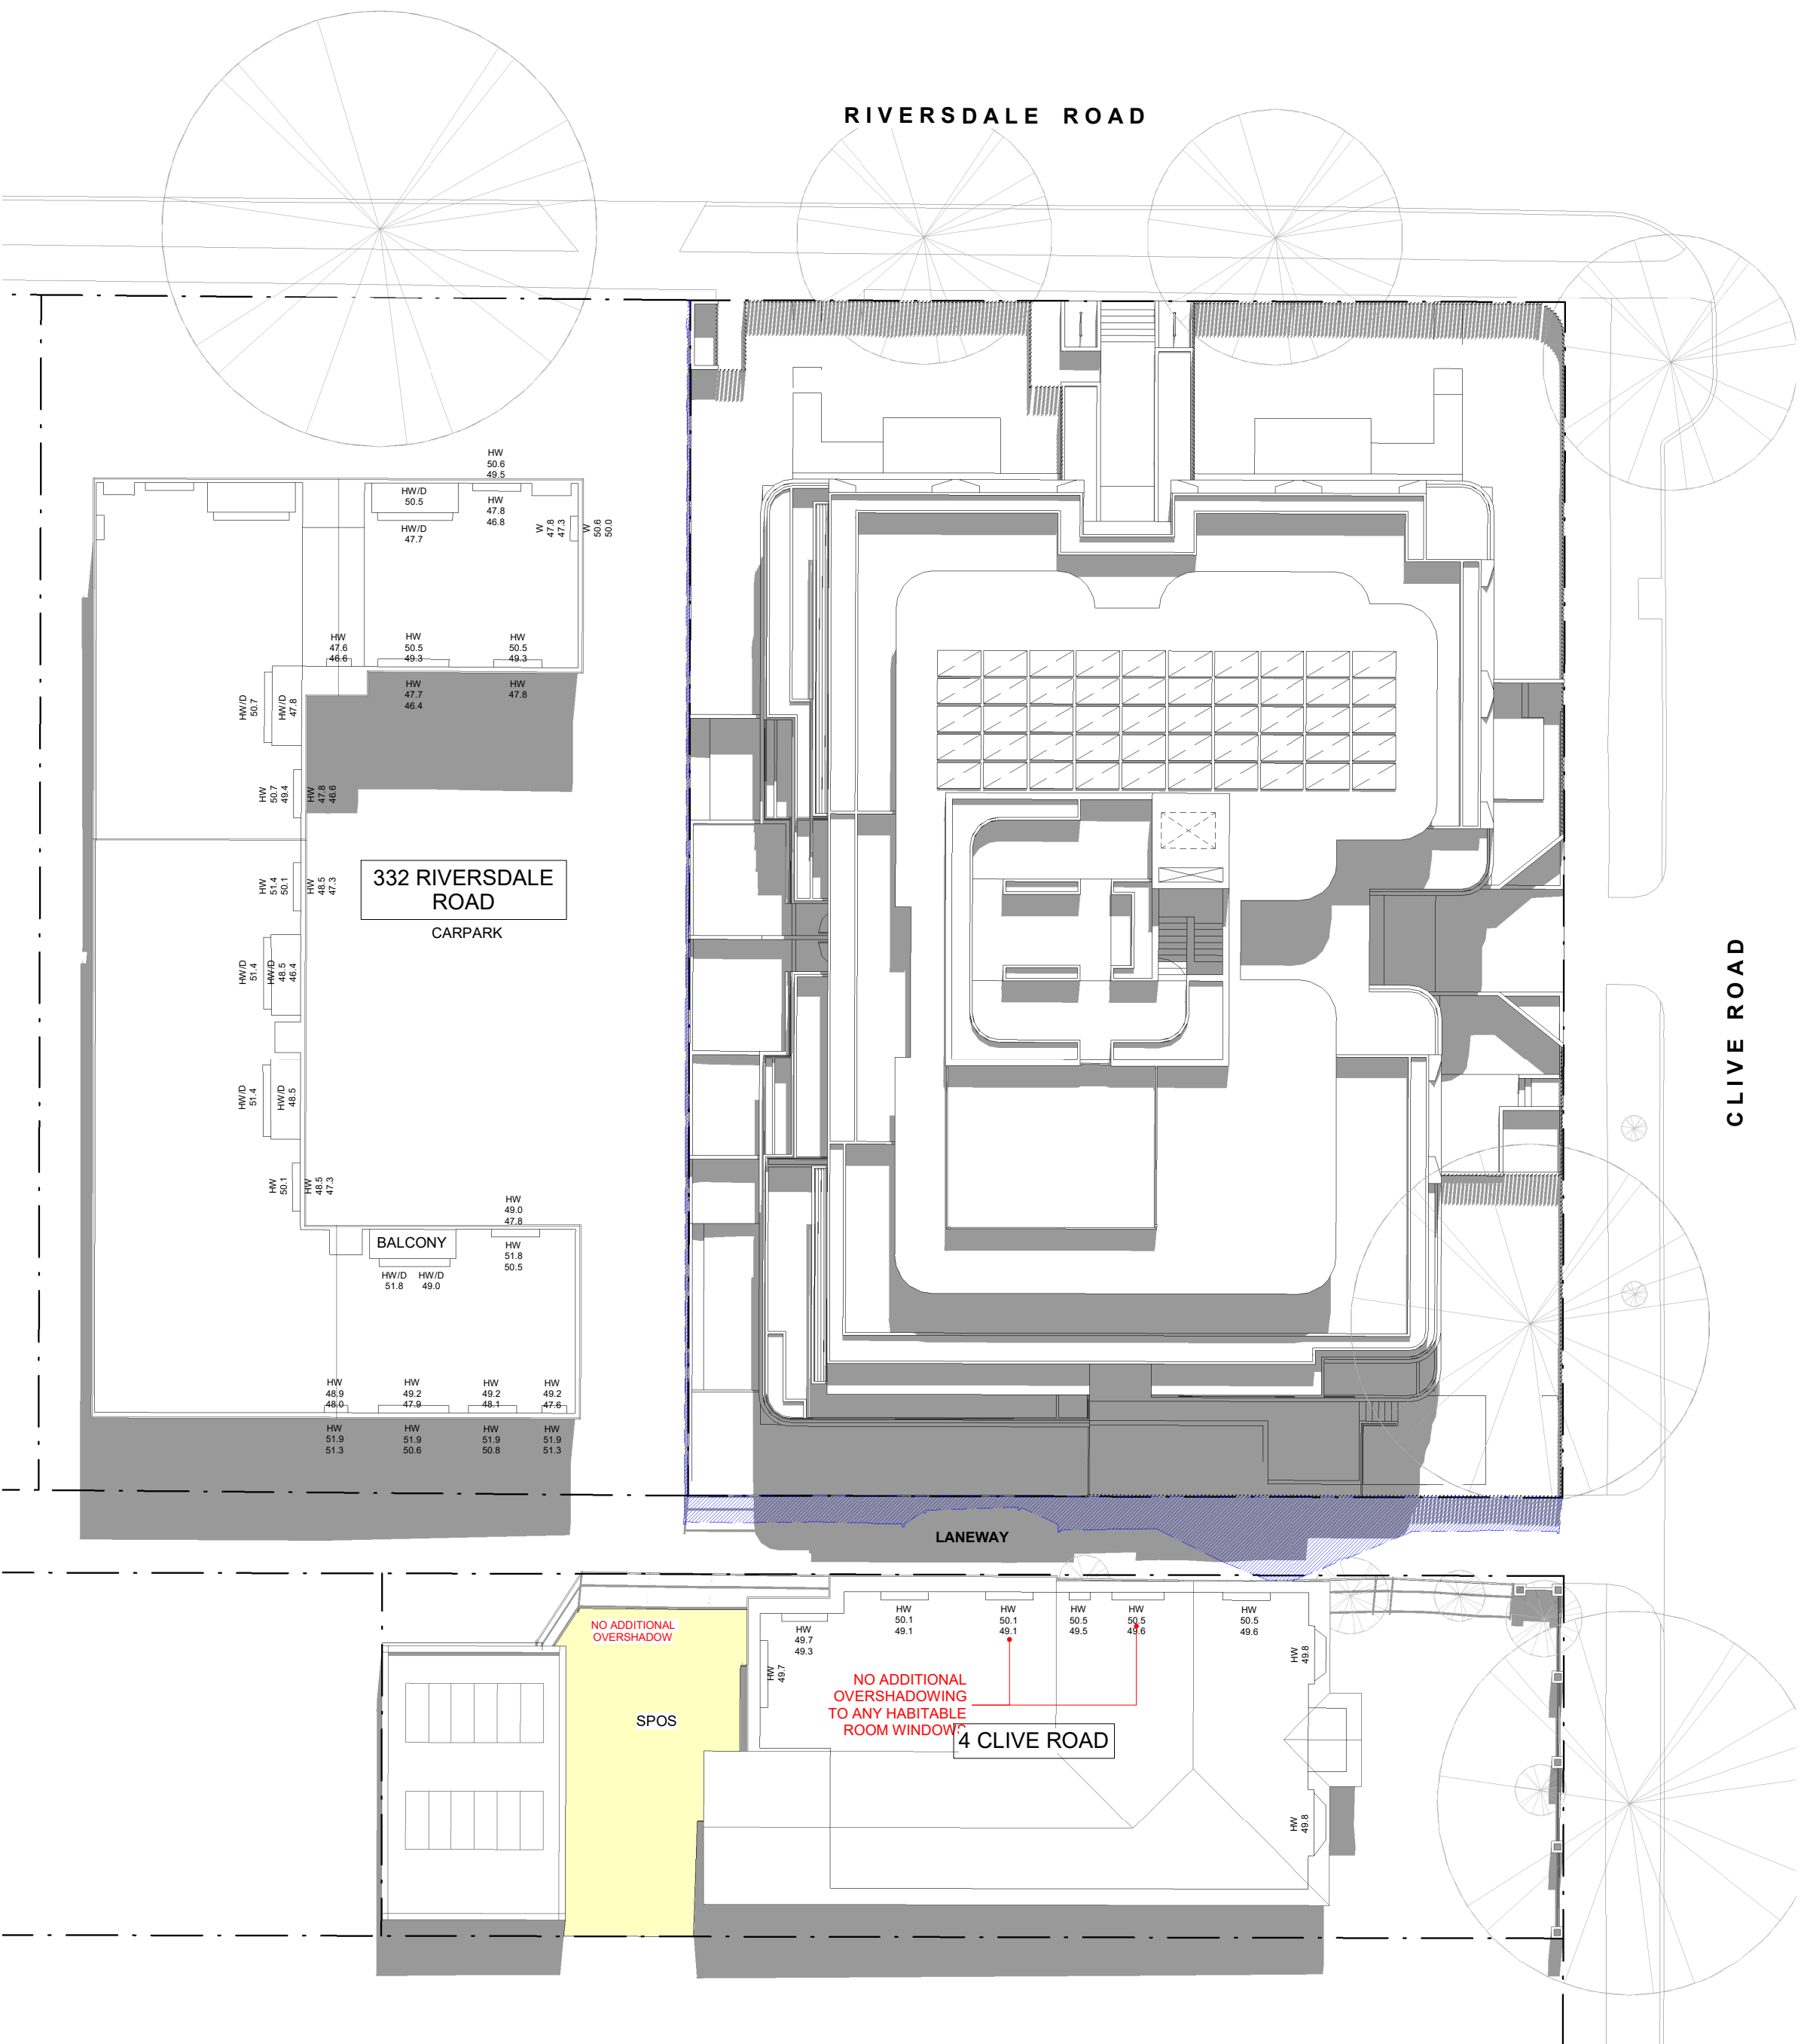 RIVERSDALE ROAD
HW
50.6
49.5
HW/D
50.5
HW
47.8
46.8
HW/D
47.7
W
47.8
47.3
W
50.6
50.0
HW
47.6
46.6
HW
50.5
49.3
HW
50.5
49.3
HW
47.7
46.4
HW
47.8
HW/D
50.7
HW/D
47.8
HW
50.7
49.4
HW
47.8
46.6
332 RIVERSDALE
ROAD
CARPARK
HW
51.4
50.1
HW
48.5
47.3
HW/D
51.4
HW/D
48.5
46.4
CLIVE ROAD
HW/D
51.4
HW/D
48.5
HW
50.1
HW
48.5
47.3
HW
49.0
47.8
BALCONY
HW
51.8
50.5
HW/D
51.8
HW/D
49.0
HW
48.9
48.0
HW
49.2
47.9
HW
49.2
48.1
HW
49.2
47.6
HW
51.9
51.3
HW
51.9
50.6
HW
51.9
50.8
HW
51.9
51.3
LANEWAY
NO ADDITIONAL
OVERSHADOW
HW
49.7
49.3
HW
50.1
49.1
HW
50.1
49.1
HW
50.5
49.5
HW
50.5
49.6
HW
50.5
49.6
HW
49.7
HW
49.8
SPOS
NO ADDITIONAL
OVERSHADOWING
TO ANY HABITABLE
ROOM WINDOWS
4 CLIVE ROAD
HW
49.8